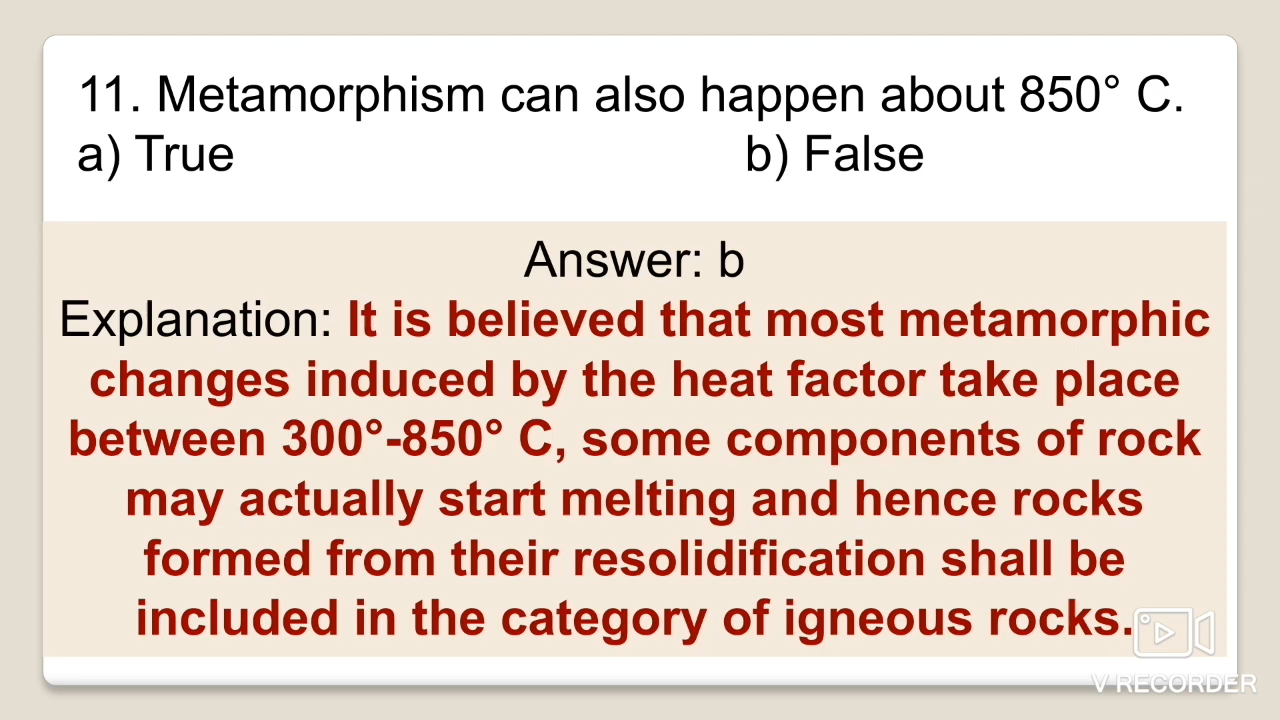 11. Metamorphism can also happen about 850° C.
a) True b) False
Answer: b
Explanation: It is believed that most metamorphic
changes induced by the heat factor take place
between 300°-850° C, some components of rock
may actually start melting and hence rocks
formed from their resolidification shall be
included in the category of igneous rocks.
V RECORDER